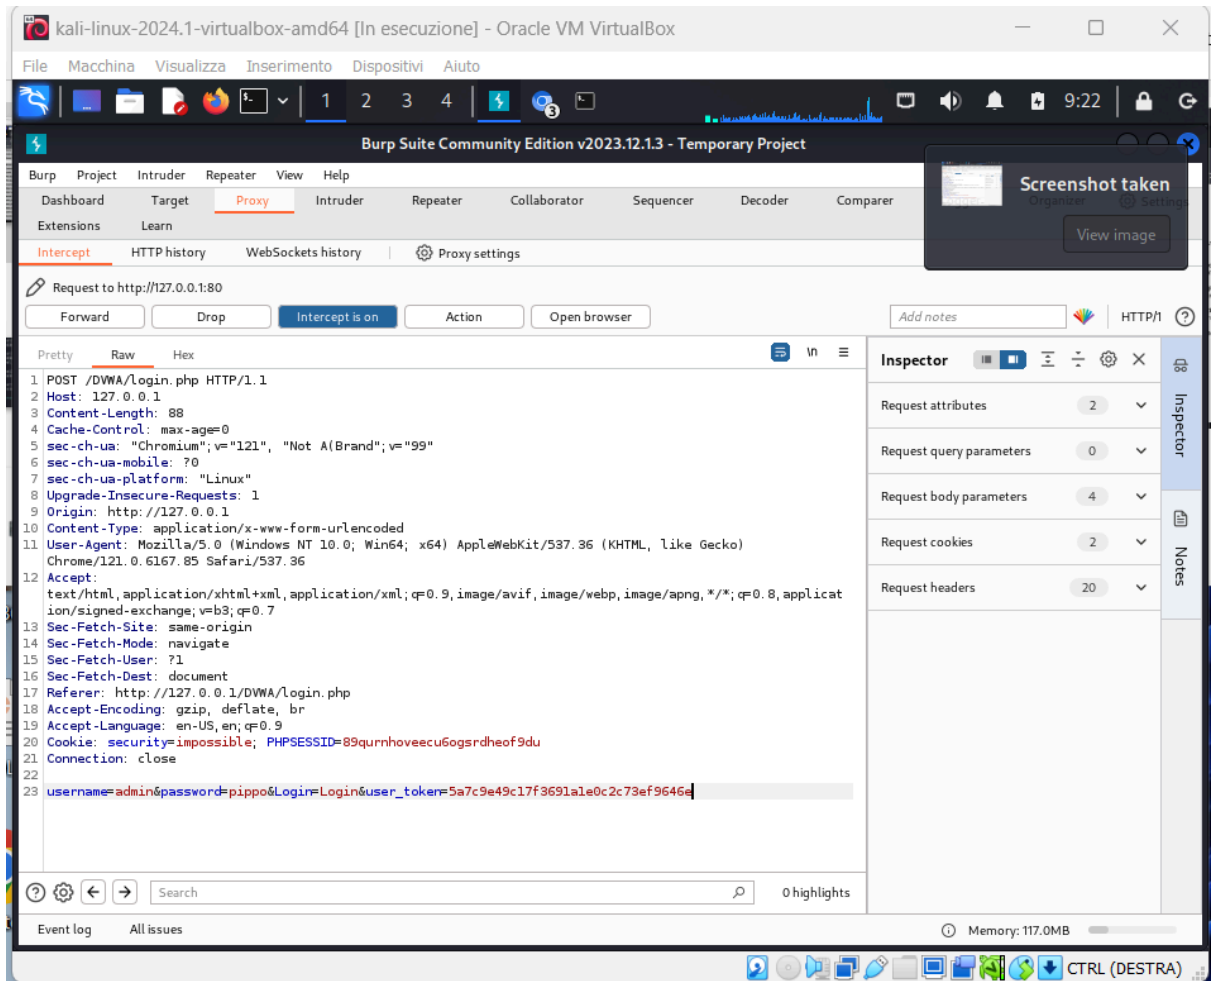 kali-linux-2024.1-virtualbox-amd64 [In esecuzione] - Oracle VM VirtualBox
File Macchina Visualizza Inserimento Dispositivi Aiuto
1 2 3 4 3 9:22
Burp Suite Community Edition v2023.12.1.3 - Temporary Project
Screenshot taken
View image
Burp Project Intruder Repeater View Help
Dashboard Target Proxy Intruder Repeater Collaborator Sequencer Decoder Comparer Organizer Settings
Extensions Learn
Intercept HTTP history WebSockets history Proxy settings
Request to http://127.0.0.1:80
Forward Drop Intercept is on Action Open browser Add notes HTTP/1
Pretty Raw Hex \n
1 POST /DVWA/login.php HTTP/1.1
2 Host: 127.0.0.1
3 Content-Length: 88
4 Cache-Control: max-age=0
5 sec-ch-ua: "Chromium";v="121", "Not A(Brand";v="99"
6 sec-ch-ua-mobile: ?0
7 sec-ch-ua-platform: "Linux"
8 Upgrade-Insecure-Requests: 1
9 Origin: http://127.0.0.1
10 Content-Type: application/x-www-form-urlencoded
11 User-Agent: Mozilla/5.0 (Windows NT 10.0; Win64; x64) AppleWebKit/537.36 (KHTML, like Gecko)
Chrome/121.0.6167.85 Safari/537.36
12 Accept:
text/html,application/xhtml+xml,application/xml;q=0.9,image/avif,image/webp,image/apng,*/*;q=0.8,applicat
ion/signed-exchange;v=b3;q=0.7
13 Sec-Fetch-Site: same-origin
14 Sec-Fetch-Mode: navigate
15 Sec-Fetch-User: ?1
16 Sec-Fetch-Dest: document
17 Referer: http://127.0.0.1/DVWA/login.php
18 Accept-Encoding: gzip, deflate, br
19 Accept-Language: en-US,en;q=0.9
20 Cookie: security=impossible; PHPSESSID=89qurnhoveecu6ogsrdheof9du
21 Connection: close
22
23 username=admin&password=pippo&Login=Login&user_token=5a7c9e49c17f3691a1e0c2c73ef9646e
Inspector
Request attributes 2
Request query parameters 0
Request body parameters 4
Request cookies 2
Request headers 20
Inspector
Notes
Search 0 highlights
Event log All issues Memory: 117.0MB
CTRL (DESTRA)